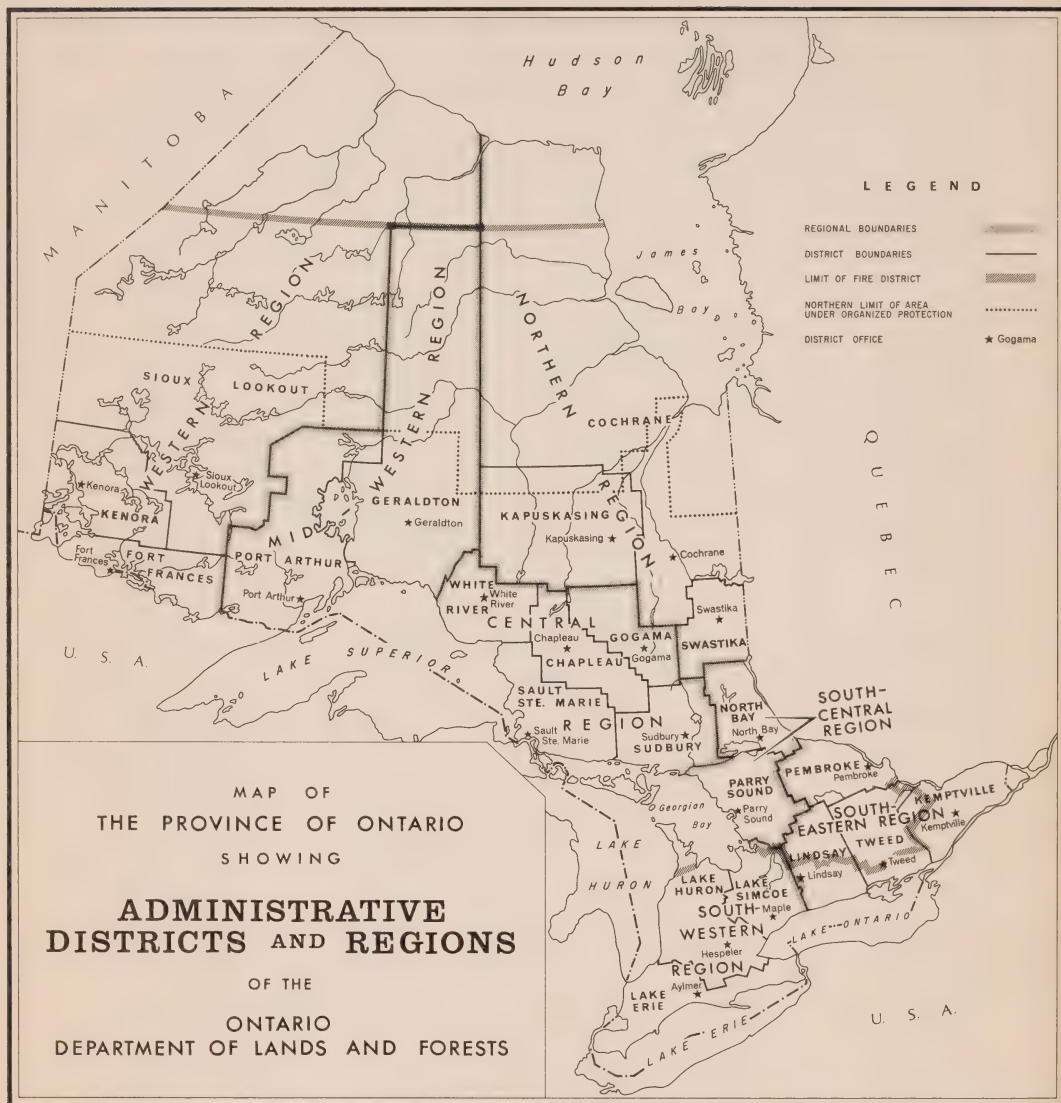 Hudson
Bay
MANITOBA
LEGEND
REGIONAL BOUNDARIES
DISTRICT BOUNDARIES
LIMIT OF FIRE DISTRICT
NORTHERN LIMIT OF AREA
UNDER ORGANIZED PROTECTION
DISTRICT OFFICE
★ Gogama
James
Bay
WESTERN REGION
MID-WESTERN REGION
NORTHERN REGION
SIOUX LOOKOUT
Sioux
Lookout
COCHRANE
Cochrane
QUEBEC
Kenora
KENORA
Fort
Frances
FORT
FRANCES
PORT ARTHUR
Port Arthur
GERALDTON
Geraldton
KAPUSKASING
Kapuskasing
WHITE
RIVER
White
River
CENTRAL
REGION
Chapleau
CHAPLEAU
GOGAMA
Gogama
Swastika
SWASTIKA
U. S. A.
LAKE SUPERIOR
SAULT
STE. MARIE
Sault
Ste. Marie
Sudbury
SUDBURY
NORTH
BAY
North Bay
SOUTH-
CENTRAL
REGION
PARRY
SOUND
Parry
Sound
PEMBROKE
Pembroke
KEMPTVILLE
Kemptville
SOUTH-
EASTERN REGION
TWEED
Tweed
LINDSAY
Lindsay
Georgian
Bay
LAKE
HURON
LAKE
HURON
LAKE
SIMCOE
Maple
SOUTH-
WESTERN
REGION
Hespeler
Aylmer
LAKE
ERIE
LAKE ONTARIO
LAKE ERIE
U. S. A.
MAP OF
THE PROVINCE OF ONTARIO
SHOWING
ADMINISTRATIVE
DISTRICTS AND REGIONS
OF THE
ONTARIO
DEPARTMENT OF LANDS AND FORESTS